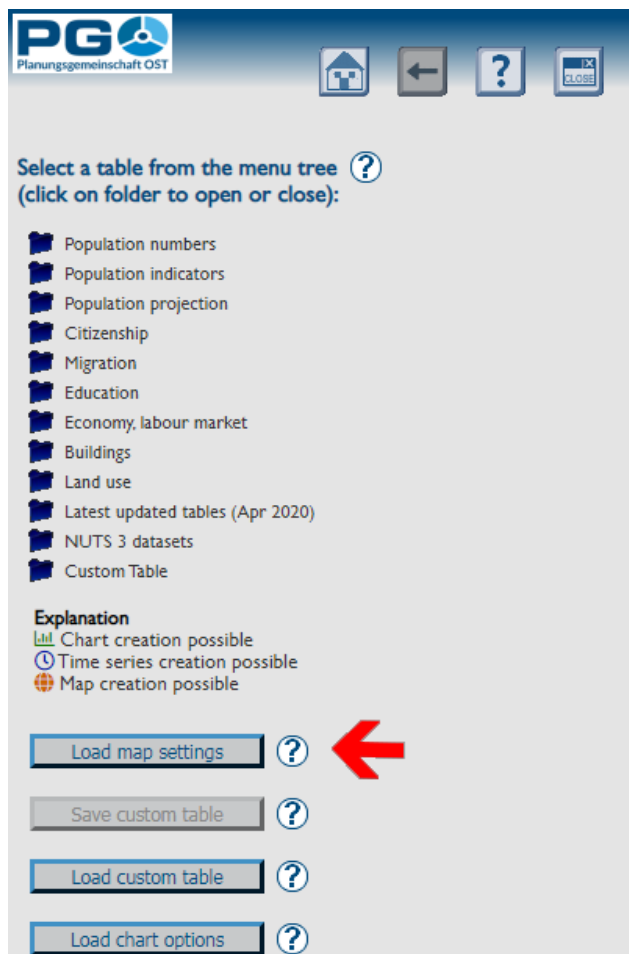 PGO
Planungsgemeinschaft OST
?
X
CLOSE
Select a table from the menu tree ?
(click on folder to open or close):
Population numbers
Population indicators
Population projection
Citizenship
Migration
Education
Economy, labour market
Buildings
Land use
Latest updated tables (Apr 2020)
NUTS 3 datasets
Custom Table
Explanation
Chart creation possible
Time series creation possible
Map creation possible
Load map settings ?
Save custom table ?
Load custom table ?
Load chart options ?